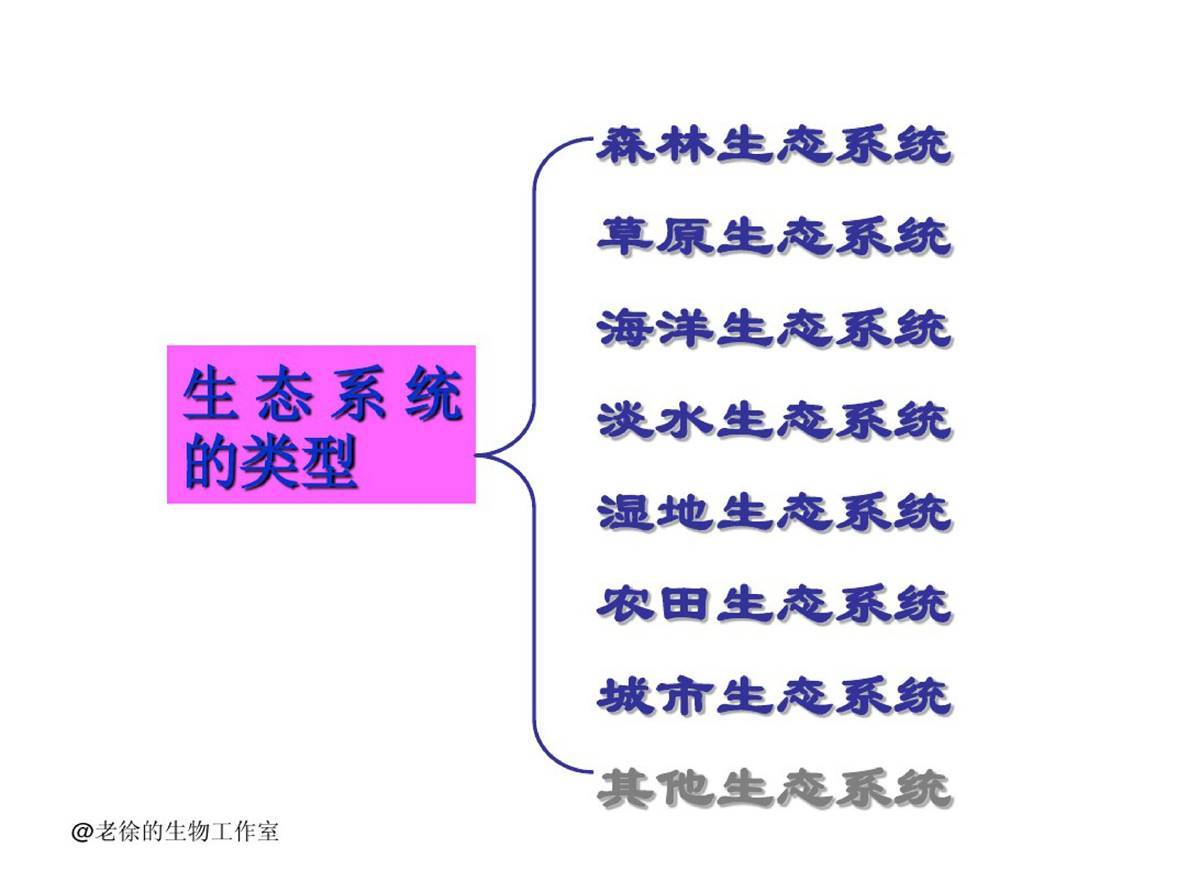 森林生态系统
草原生态系统
海洋生态系统
生态系统
的类型
淡水生态系统
湿地生态系统
农田生态系统
城市生态系统
其他生态系统
@老徐的生物工作室